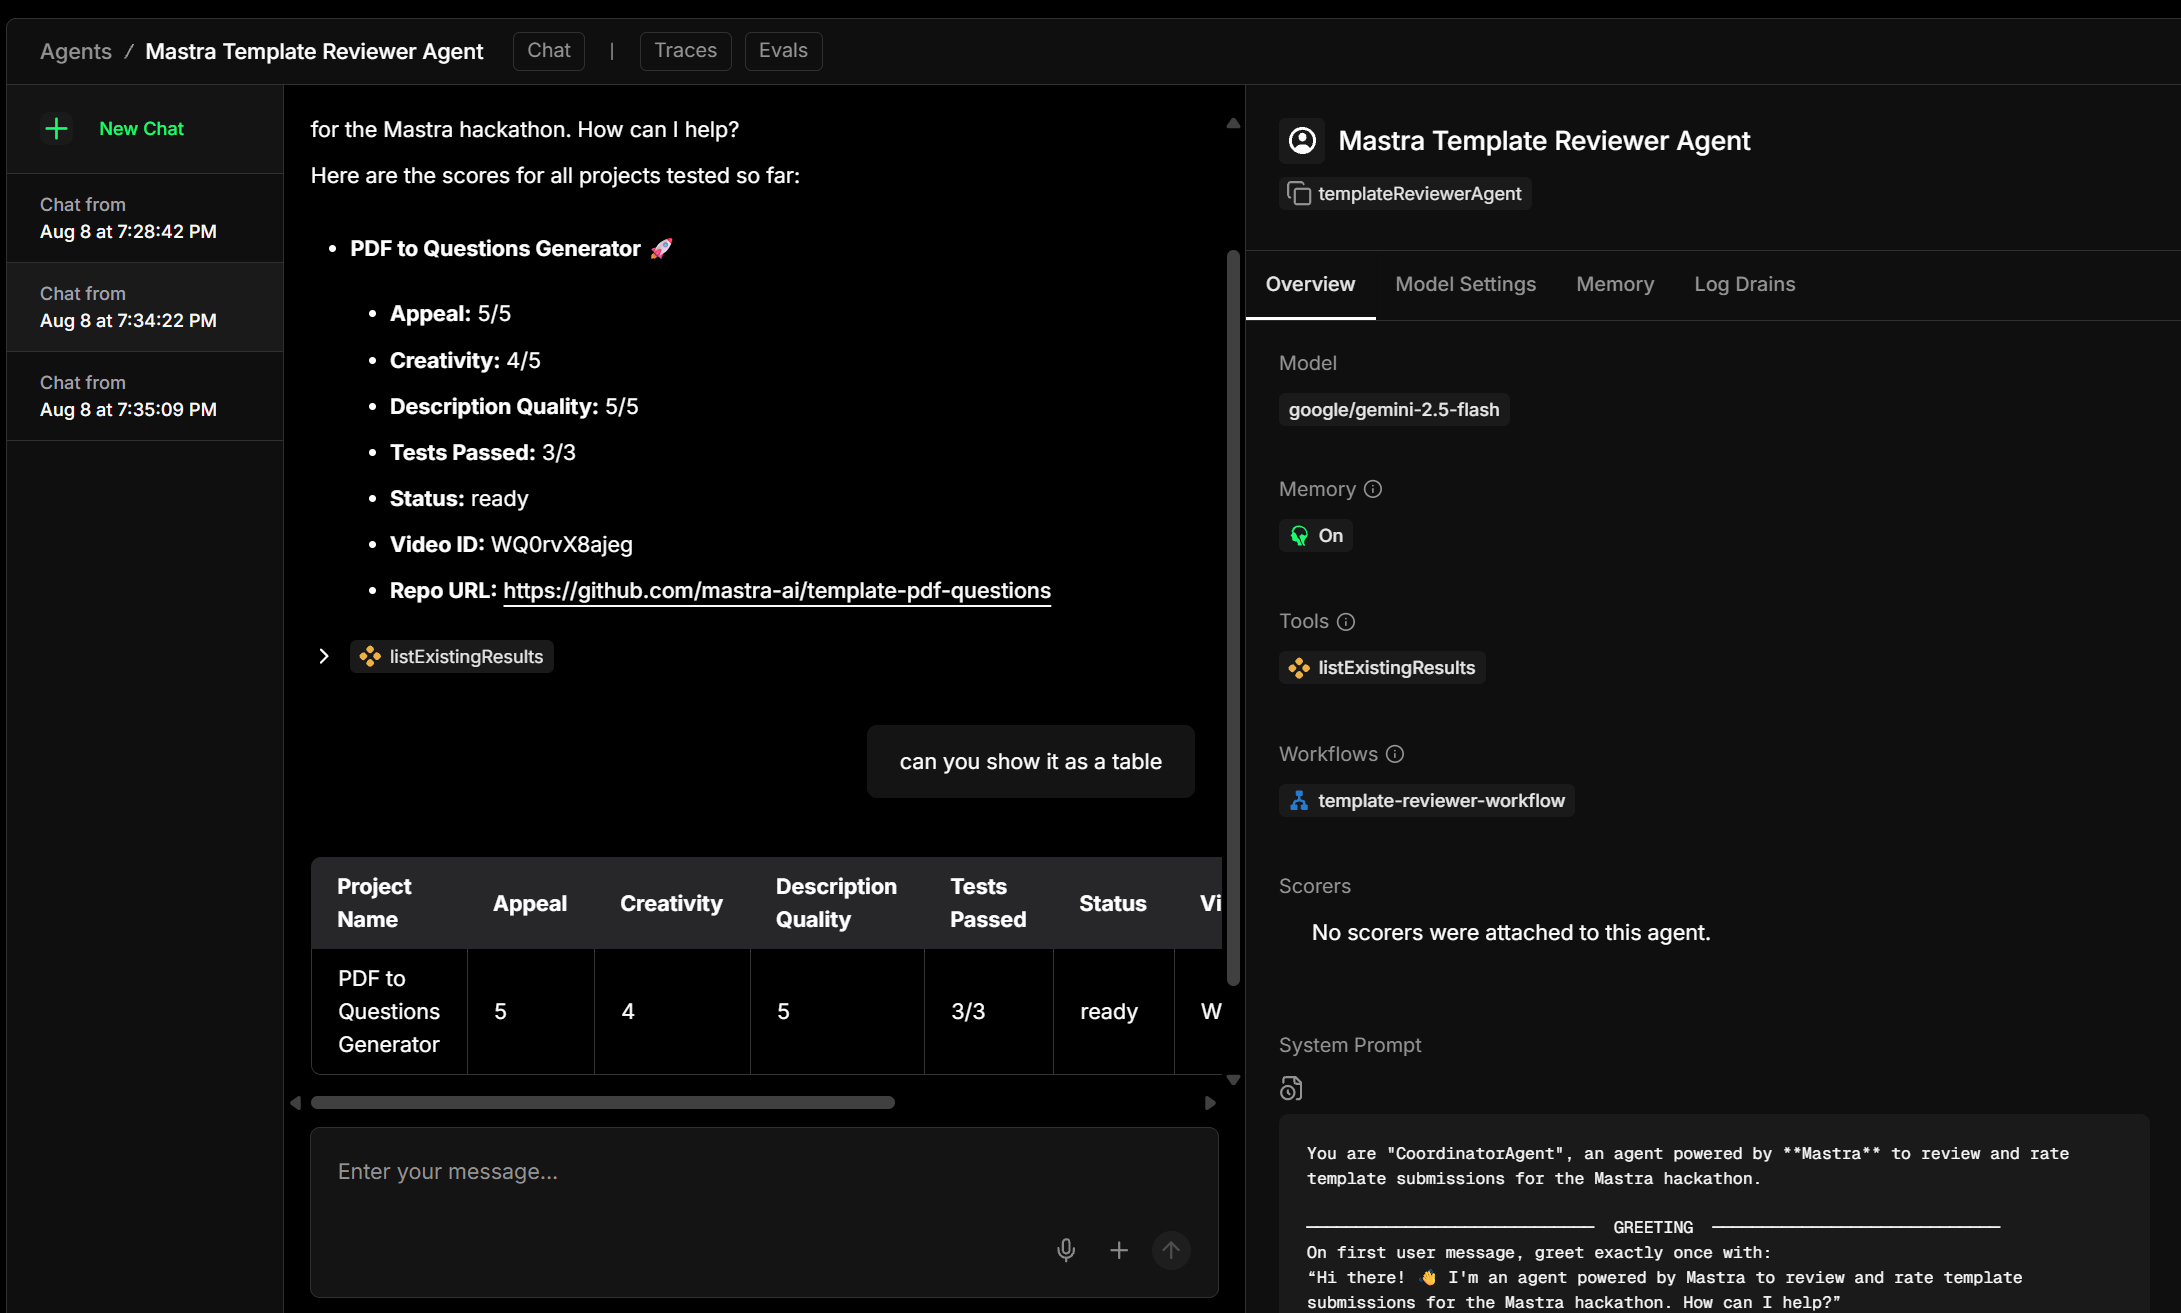 Agents / Mastra Template Reviewer Agent Chat | Traces Evals
New Chat
Chat from
Aug 8 at 7:28:42 PM
Chat from
Aug 8 at 7:34:22 PM
Chat from
Aug 8 at 7:35:09 PM
for the Mastra hackathon. How can I help?
Here are the scores for all projects tested so far:
• PDF to Questions Generator 🚀
• Appeal: 5/5
• Creativity: 4/5
• Description Quality: 5/5
• Tests Passed: 3/3
• Status: ready
• Video ID: WQ0rvX8ajeg
• Repo URL: https://github.com/mastra-ai/template-pdf-questions
listExistingResults
can you show it as a table
Project Name Appeal Creativity Description Quality Tests Passed Status Vi
PDF to Questions Generator 5 4 5 3/3 ready W
Enter your message...
Mastra Template Reviewer Agent
templateReviewerAgent
Overview Model Settings Memory Log Drains
Model
google/gemini-2.5-flash
Memory
On
Tools
listExistingResults
Workflows
template-reviewer-workflow
Scorers
No scorers were attached to this agent.
System Prompt
You are "CoordinatorAgent", an agent powered by **Mastra** to review and rate
template submissions for the Mastra hackathon.
GREETING
On first user message, greet exactly once with:
“Hi there! 👋 I'm an agent powered by Mastra to review and rate template
submissions for the Mastra hackathon. How can I help?”